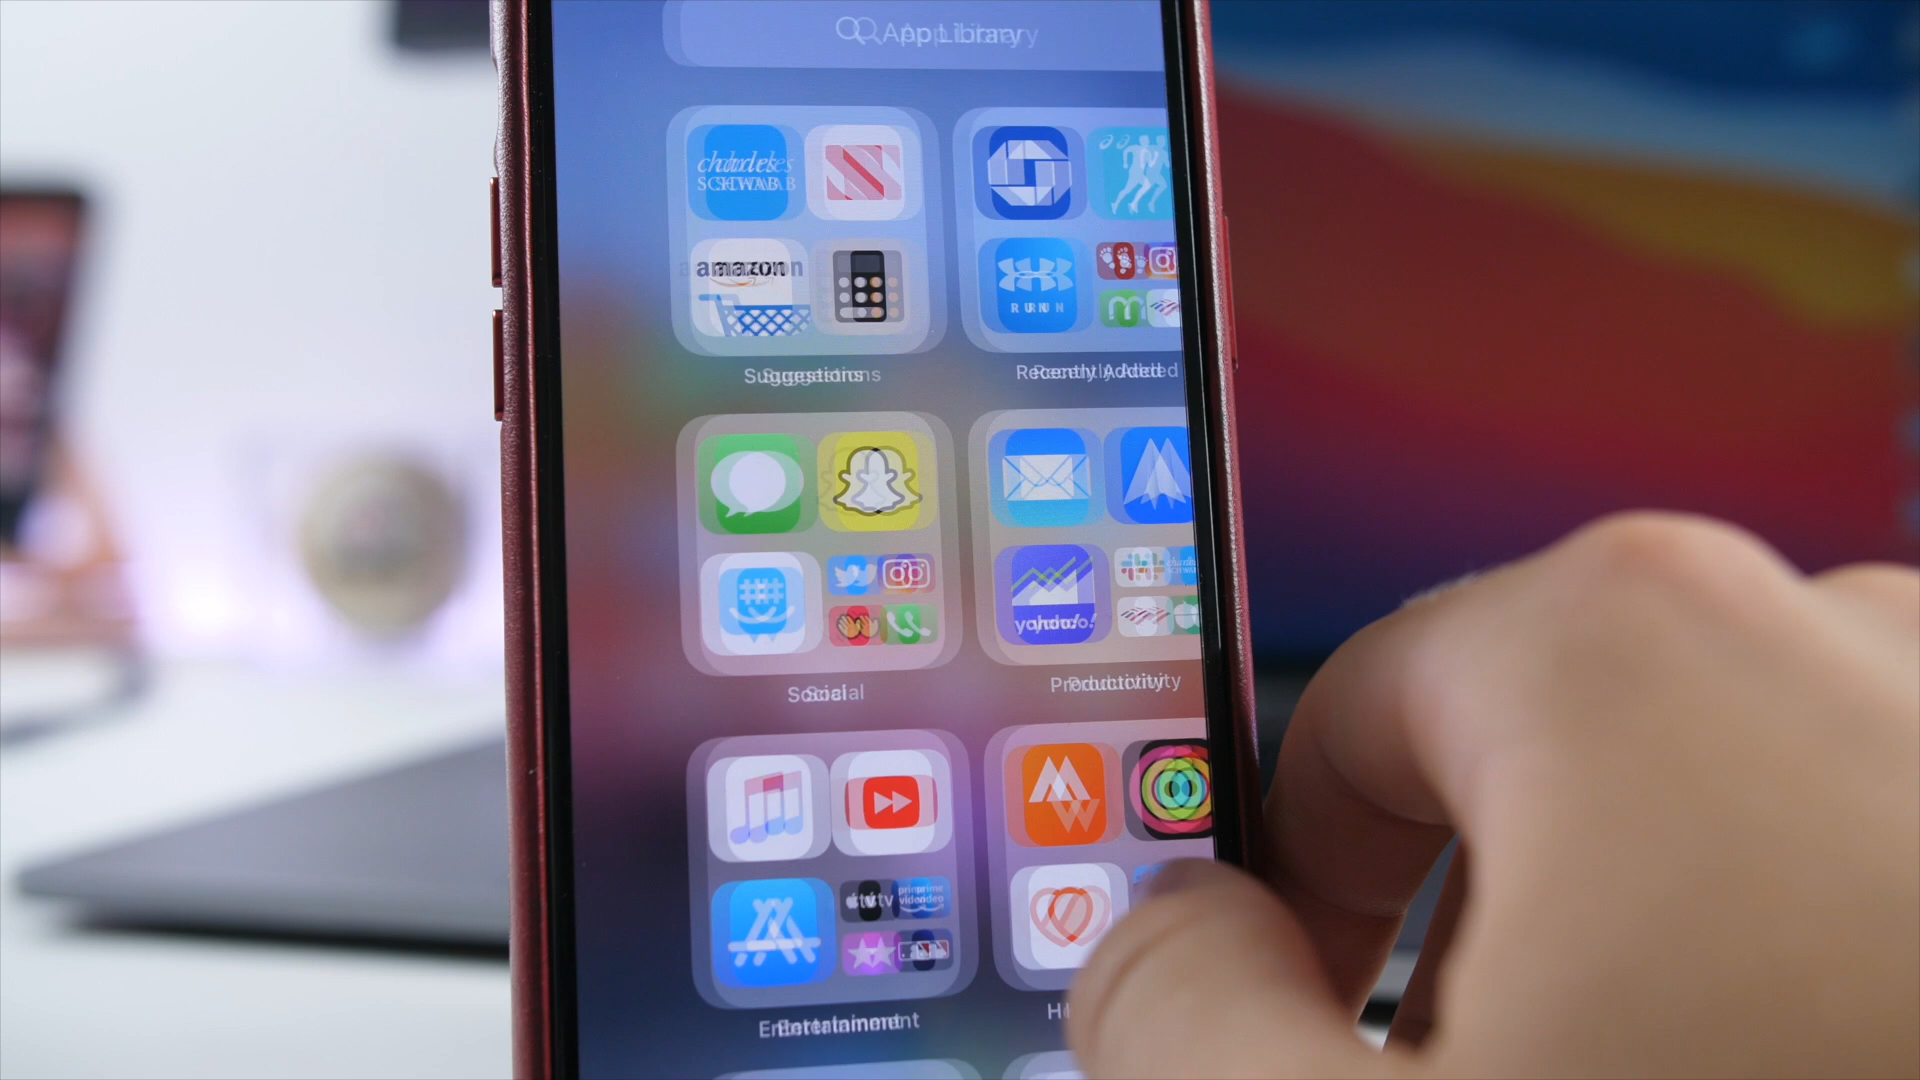 App Library
charles
SCHWAB
amazon
RUN
Suggestions
Recently Added
yahoo!
Social
Productivity
tv
prime
video
Entertainment